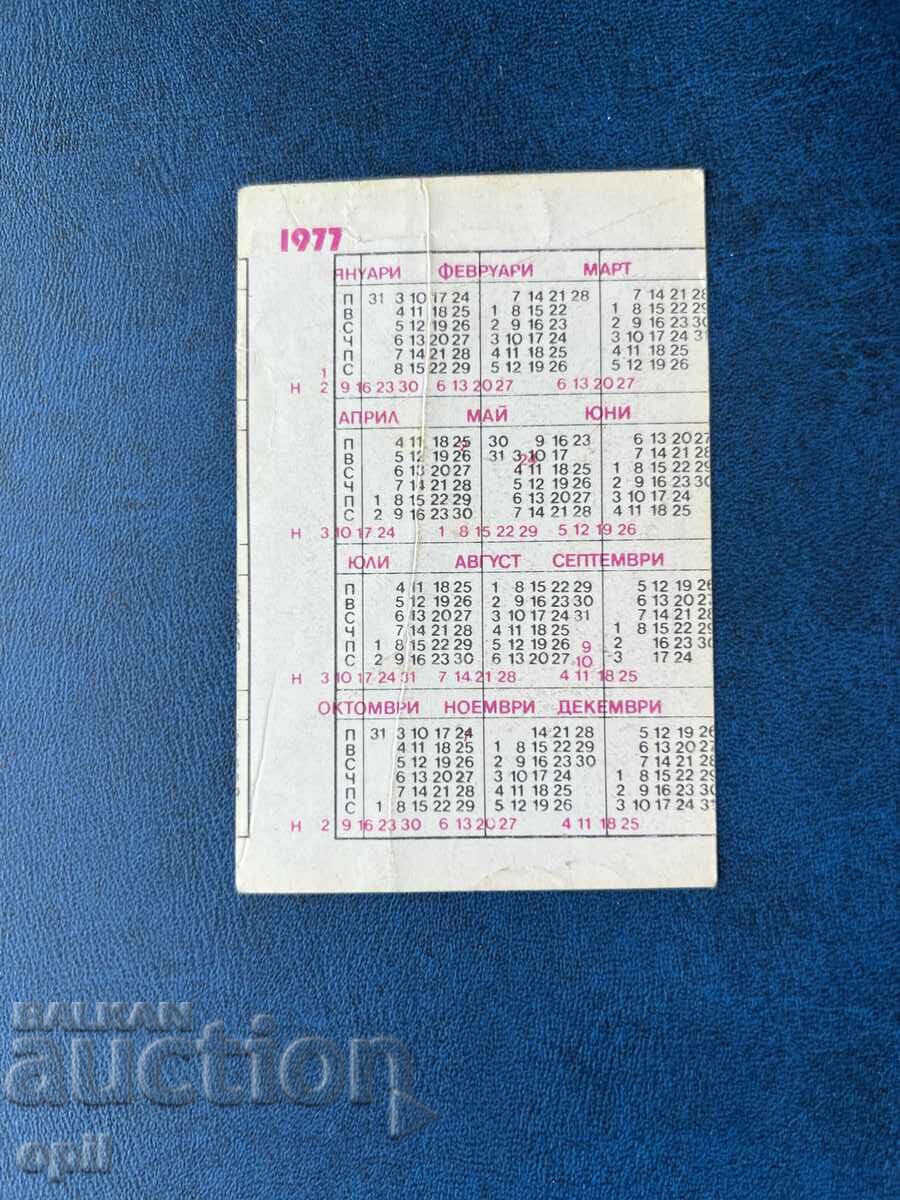 1977
ЯНУАРИ ФЕВРУАРИ МАРТ
П 31 3 10 17 24 7 14 21 28 7 14 21 28
В 4 11 18 25 1 8 15 22 1 8 15 22 29
С 5 12 19 26 2 9 16 23 2 9 16 23 30
Ч 6 13 20 27 3 10 17 24 3 10 17 24 31
П 7 14 21 28 4 11 18 25 4 11 18 25
С 1 8 15 22 29 5 12 19 26 5 12 19 26
Н 2 9 16 23 30 6 13 20 27 6 13 20 27
АПРИЛ МАЙ ЮНИ
П 4 11 18 25 30 9 16 23 6 13 20 27
В 5 12 19 26 31 3 10 17 24 7 14 21 28
С 6 13 20 27 4 11 18 25 1 8 15 22 29
Ч 7 14 21 28 5 12 19 26 2 9 16 23 30
П 1 8 15 22 29 6 13 20 27 3 10 17 24
С 2 9 16 23 30 7 14 21 28 4 11 18 25
Н 3 10 17 24 1 8 15 22 29 5 12 19 26
ЮЛИ АВГУСТ СЕПТЕМВРИ
П 4 11 18 25 1 8 15 22 29 5 12 19 26
В 5 12 19 26 2 9 16 23 30 6 13 20 27
С 6 13 20 27 3 10 17 24 31 7 14 21 28
Ч 7 14 21 28 4 11 18 25 1 8 15 22 29
П 1 8 15 22 29 5 12 19 26 9 2 16 23 30
С 2 9 16 23 30 6 13 20 27 10 3 17 24
Н 3 10 17 24 31 7 14 21 28 4 11 18 25
ОКТОМВРИ НОЕМВРИ ДЕКЕМВРИ
П 31 3 10 17 24 7 14 21 28 5 12 19 26
В 4 11 18 25 1 8 15 22 29 6 13 20 27
С 5 12 19 26 2 9 16 23 30 7 14 21 28
Ч 6 13 20 27 3 10 17 24 1 8 15 22 29
П 7 14 21 28 4 11 18 25 2 9 16 23 30
С 1 8 15 22 29 5 12 19 26 3 10 17 24 31
Н 2 9 16 23 30 6 13 20 27 4 11 18 25
BALKAN
auction
opil